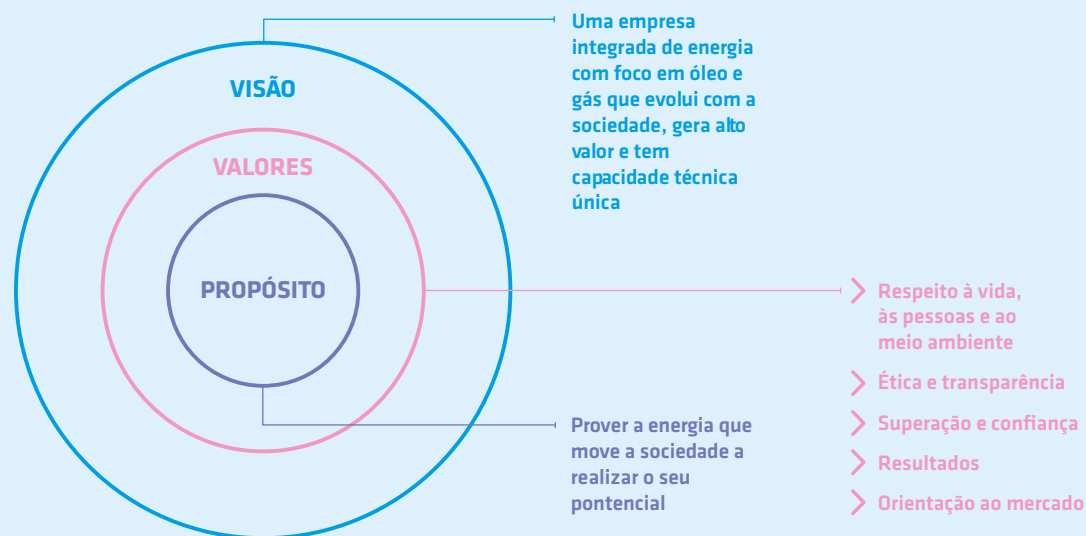 VISÃO
VALORES
PROPÓSITO
Uma empresa
integrada de energia
com foco em óleo e
gás que evolui com a
sociedade, gera alto
valor e tem
capacidade técnica
única
Respeito à vida,
às pessoas e ao
meio ambiente
Ética e transparência
Superação e confiança
Resultados
Orientação ao mercado
Prover a energia que
move a sociedade a
realizar o seu
pontencial